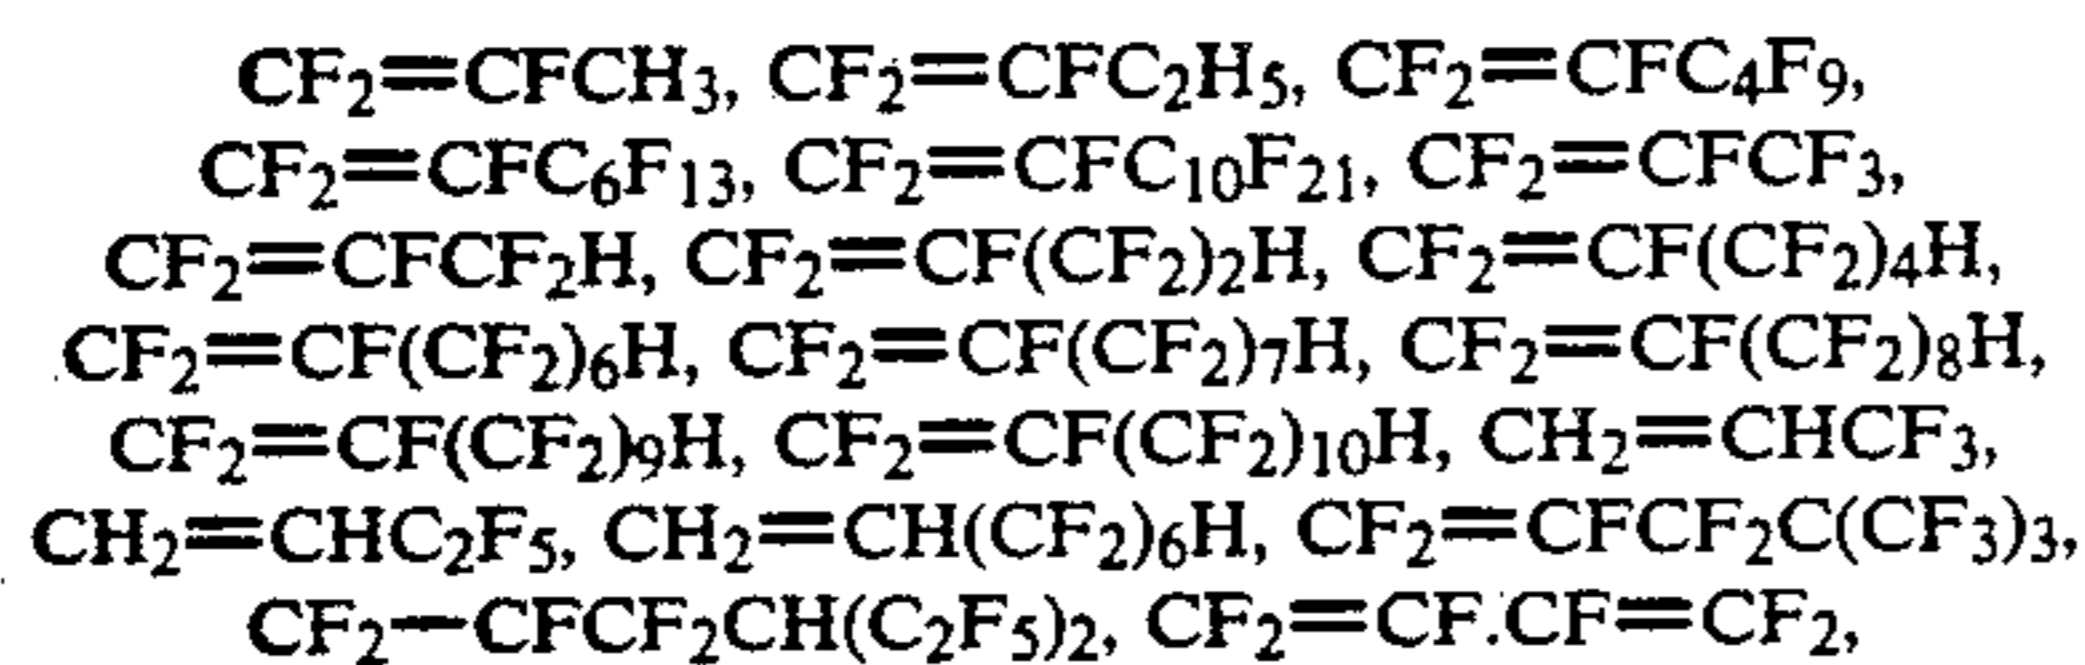 CF₂=CFCH₃, CF₂=CFC₂H₅, CF₂=CFC₄F₉,
CF₂=CFC₆F₁₃, CF₂=CFC₁₀F₂₁, CF₂=CFCF₃,
CF₂=CFCF₂H, CF₂=CF(CF₂)₂H, CF₂=CF(CF₂)₄H,
CF₂=CF(CF₂)₆H, CF₂=CF(CF₂)₇H, CF₂=CF(CF₂)₈H,
CF₂=CF(CF₂)₉H, CF₂=CF(CF₂)₁₀H, CH₂=CHCF₃,
CH₂=CHC₂F₅, CH₂=CH(CF₂)₆H, CF₂=CFCF₂C(CF₃)₃,
CF₂—CFCF₂CH(C₂F₅)₂, CF₂=CF.CF=CF₂,